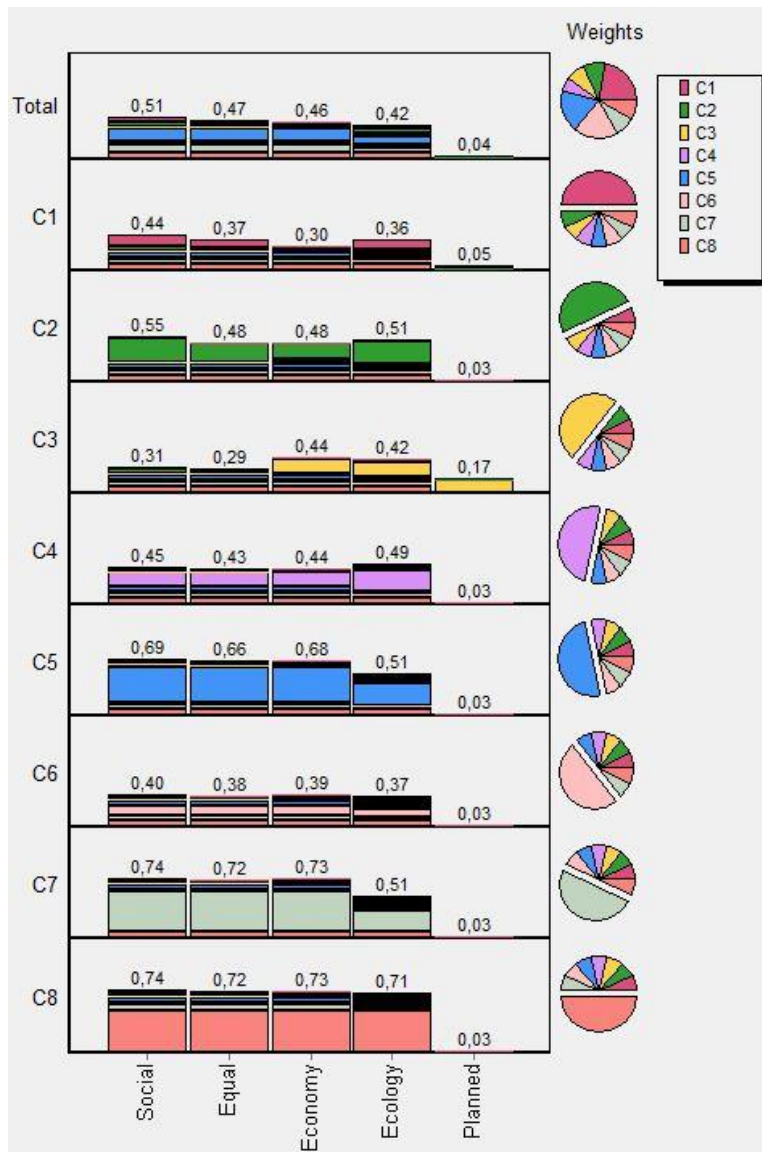 Weights
C1
C2
C3
C4
C5
C6
C7
C8
Total
0,51 0,47 0,46 0,42 0,04
C1
0,44 0,37 0,30 0,36 0,05
C2
0,55 0,48 0,48 0,51 0,03
C3
0,31 0,29 0,44 0,42 0,17
C4
0,45 0,43 0,44 0,49 0,03
C5
0,69 0,66 0,68 0,51 0,03
C6
0,40 0,38 0,39 0,37 0,03
C7
0,74 0,72 0,73 0,51 0,03
C8
0,74 0,72 0,73 0,71 0,03
Social
Equal
Economy
Ecology
Planned